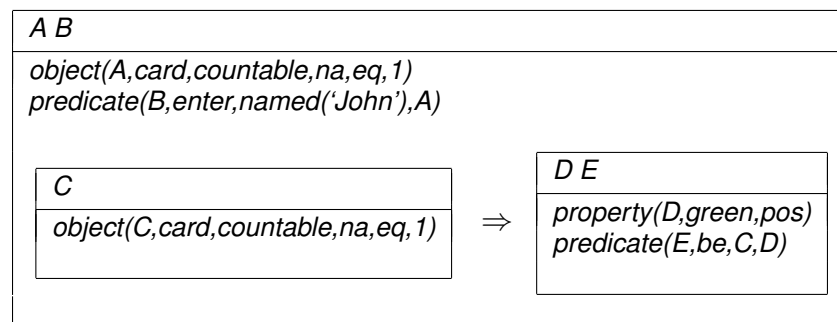 A B
object(A,card,countable,na,eq,1)
predicate(B,enter,named(‘John’),A)
C
object(C,card,countable,na,eq,1)
⇒
D E
property(D,green,pos)
predicate(E,be,C,D)